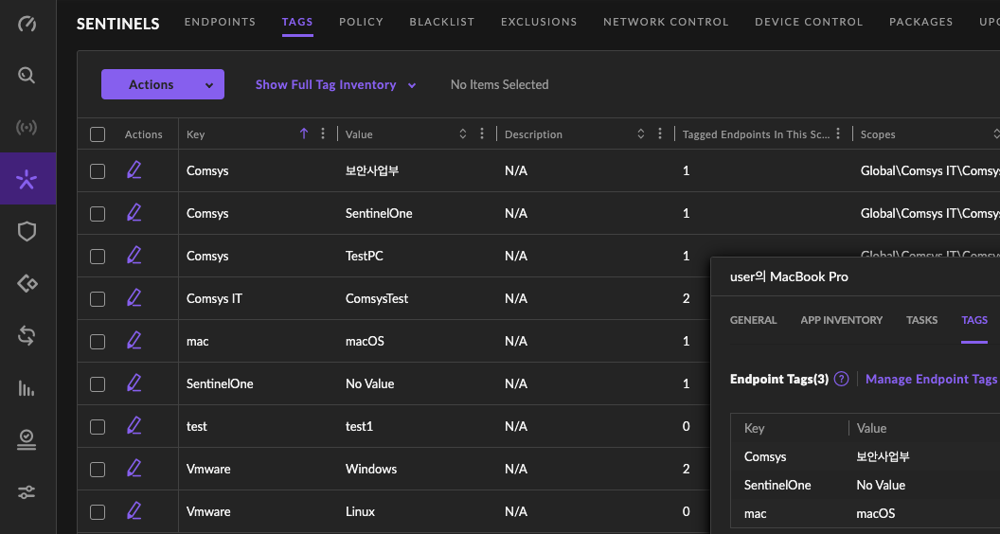 SENTINELS ENDPOINTS TAGS POLICY BLACKLIST EXCLUSIONS NETWORK CONTROL DEVICE CONTROL PACKAGES
Actions Show Full Tag Inventory No Items Selected
Actions Key Value Description Tagged Endpoints In This Sc... Scopes
Comsys 보안사업부 N/A 1 Global\Comsys IT\Comsys
Comsys SentinelOne N/A 1 Global\Comsys IT\Comsys
Comsys TestPC N/A 1 Global\Comsys IT\Comsys
Comsys IT ComsysTest N/A 2
mac macOS N/A 1
SentinelOne No Value N/A 1
test test1 N/A 0
Vmware Windows N/A 2
Vmware Linux N/A 0
user의 MacBook Pro
GENERAL APP INVENTORY TASKS TAGS
Endpoint Tags(3) ? Manage Endpoint Tags
Key Value
Comsys 보안사업부
SentinelOne No Value
mac macOS